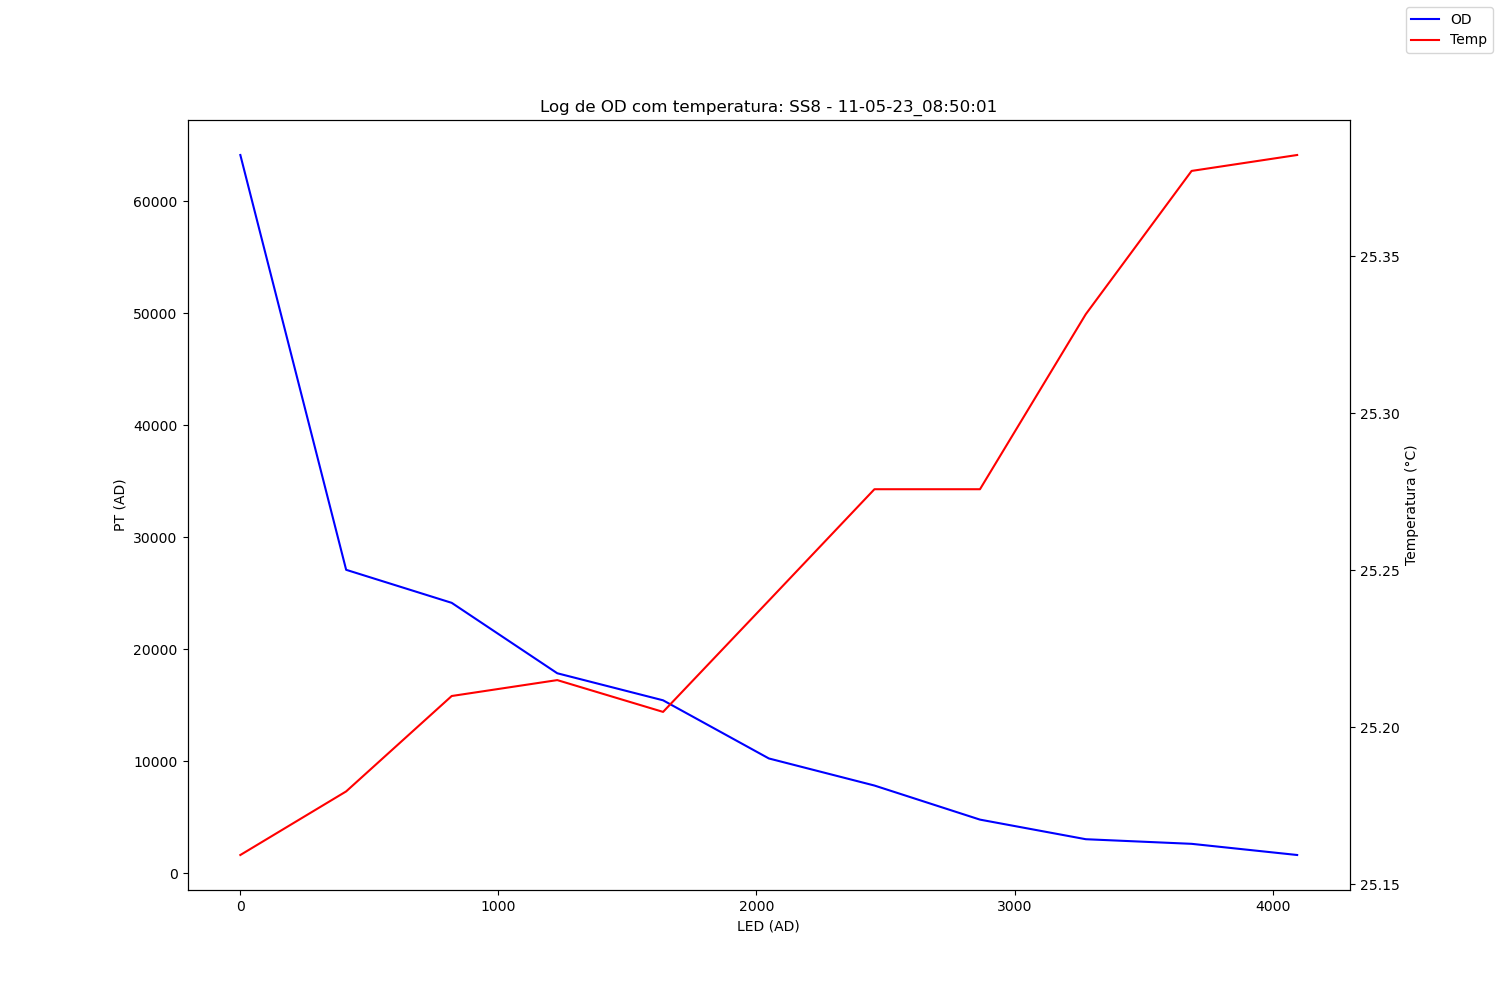 OD
Temp
Log de OD com temperatura: SS8 - 11-05-23_08:50:01
60000
50000
40000
30000
20000
10000
0
PT (AD)
25.35
25.30
25.25
25.20
25.15
Temperatura (°C)
0 1000 2000 3000 4000
LED (AD)